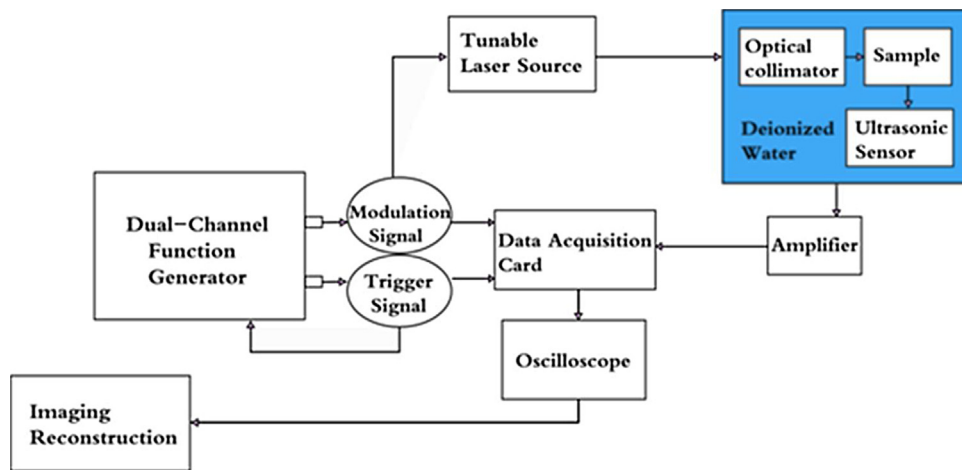 Tunable
Laser Source
Optical
collimator
Sample
Deionized
Water
Ultrasonic
Sensor
Dual-Channel
Function
Generator
Modulation
Signal
Trigger
Signal
Data Acquisition
Card
Amplifier
Oscilloscope
Imaging
Reconstruction